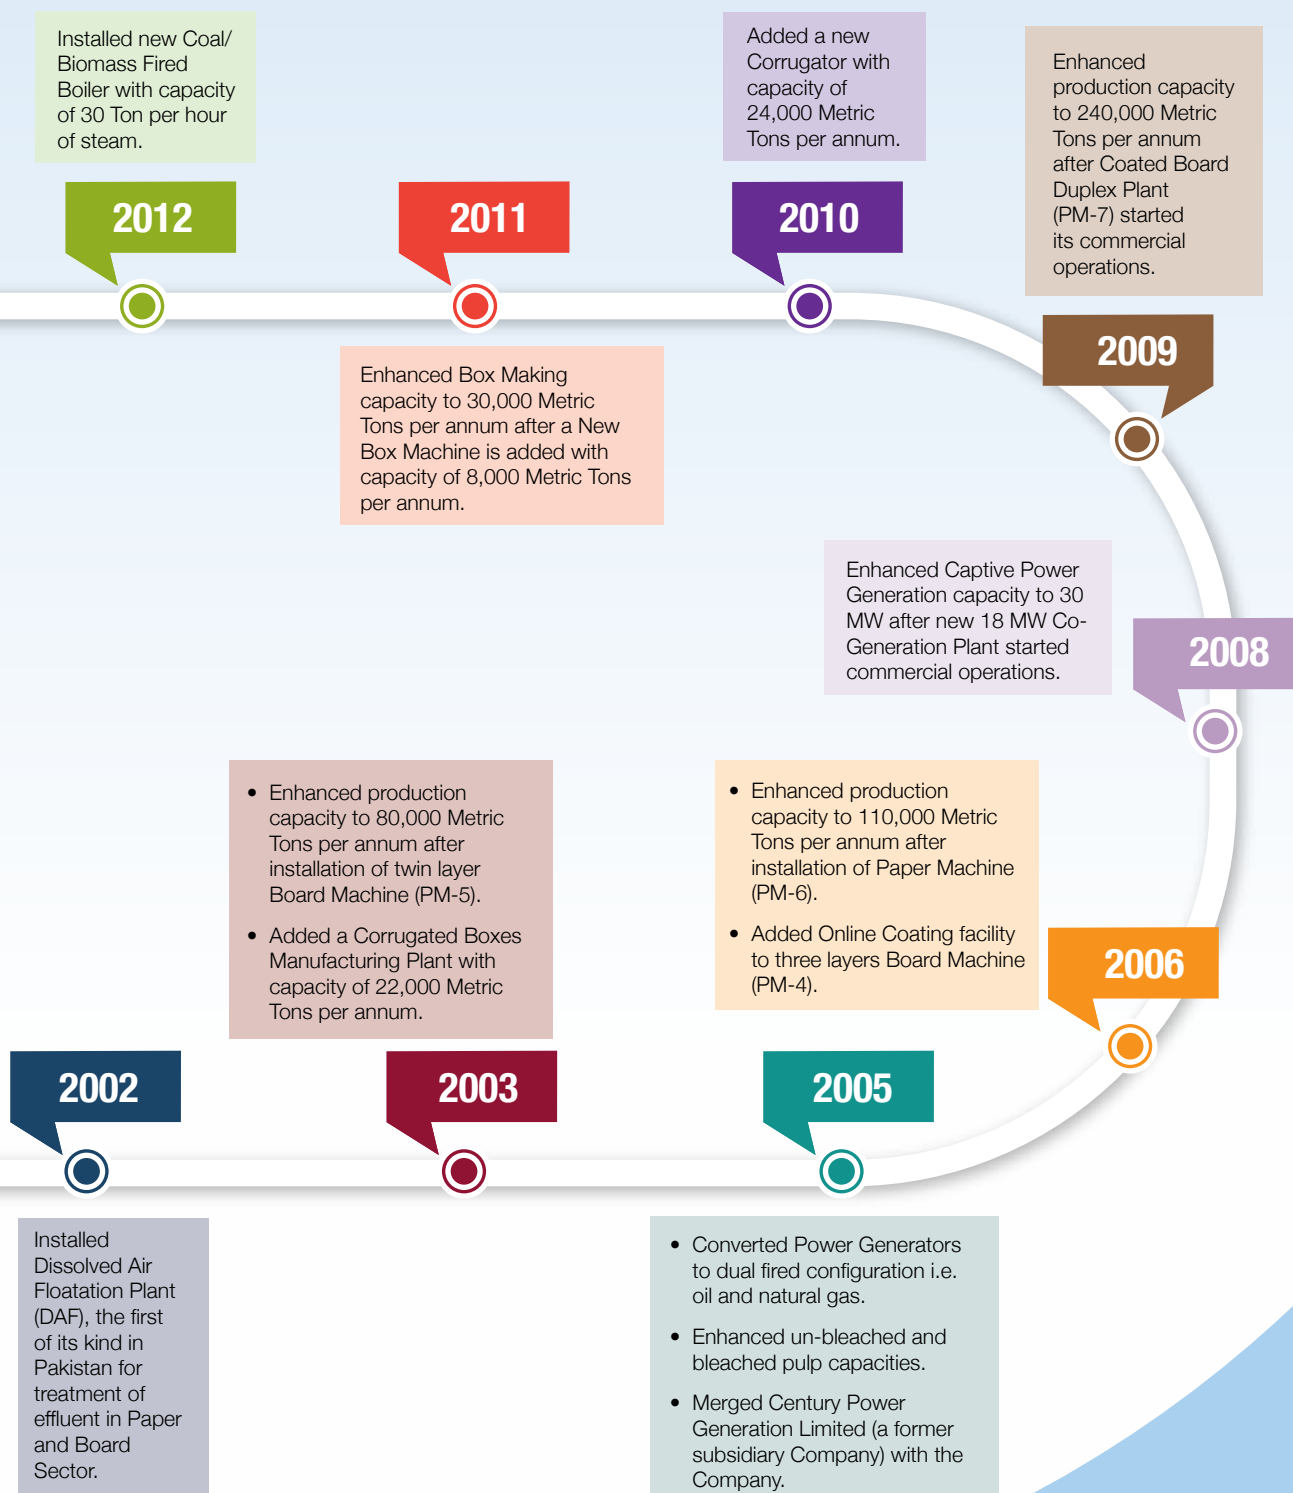 Installed new Coal/
Biomass Fired
Boiler with capacity
of 30 Ton per hour
of steam.
2012
2011
Enhanced Box Making
capacity to 30,000 Metric
Tons per annum after a New
Box Machine is added with
capacity of 8,000 Metric Tons
per annum.
Added a new
Corrugator with
capacity of
24,000 Metric
Tons per annum.
2010
Enhanced
production capacity
to 240,000 Metric
Tons per annum
after Coated Board
Duplex Plant
(PM-7) started
its commercial
operations.
2009
Enhanced Captive Power
Generation capacity to 30
MW after new 18 MW Co-
Generation Plant started
commercial operations.
2008
• Enhanced production
capacity to 80,000 Metric
Tons per annum after
installation of twin layer
Board Machine (PM-5).
• Added a Corrugated Boxes
Manufacturing Plant with
capacity of 22,000 Metric
Tons per annum.
• Enhanced production
capacity to 110,000 Metric
Tons per annum after
installation of Paper Machine
(PM-6).
• Added Online Coating facility
to three layers Board Machine
(PM-4).
2006
2002
2003
2005
Installed
Dissolved Air
Floatation Plant
(DAF), the first
of its kind in
Pakistan for
treatment of
effluent in Paper
and Board
Sector.
• Converted Power Generators
to dual fired configuration i.e.
oil and natural gas.
• Enhanced un-bleached and
bleached pulp capacities.
• Merged Century Power
Generation Limited (a former
subsidiary Company) with the
Company.